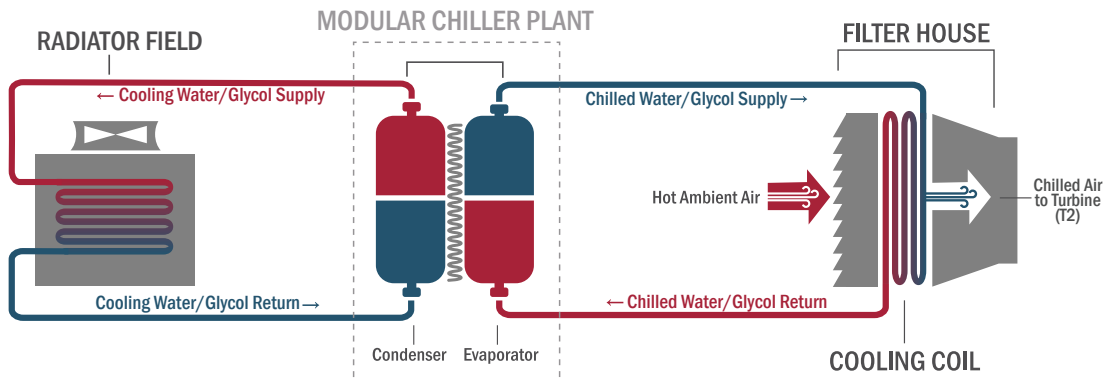 MODULAR CHILLER PLANT
RADIATOR FIELD
FILTER HOUSE
← Cooling Water/Glycol Supply
Chilled Water/Glycol Supply →
Hot Ambient Air
Chilled Air
to Turbine
(T2)
Cooling Water/Glycol Return →
← Chilled Water/Glycol Return
Condenser
Evaporator
COOLING COIL